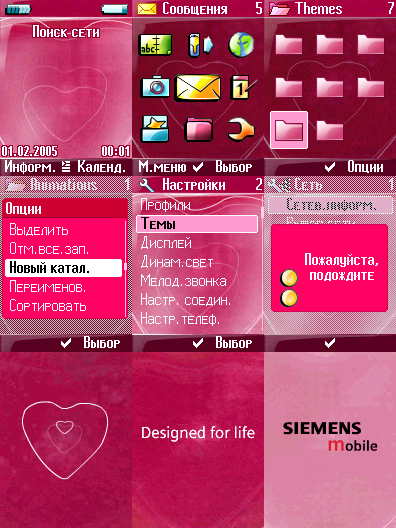 Поиск-сети
01.02.2005 00:01
Информ. Календ.
Сообщения 5
М.меню Выбор
Themes 7
Опции
Animations 1
Опции
Выделить
Отм.все.зап.
Новый катал.
Переименов.
Сортировать
Выбор
Настройки 2
Профили
Темы
Дисплей
Динам.свет
Мелод.звонка
Настр. соедин.
Настр.телеф.
Выбор
Сеть 1
Сетев.информ.
Выбор сети
Пожалуйста,
подождите
Designed for life
SIEMENS
mobile